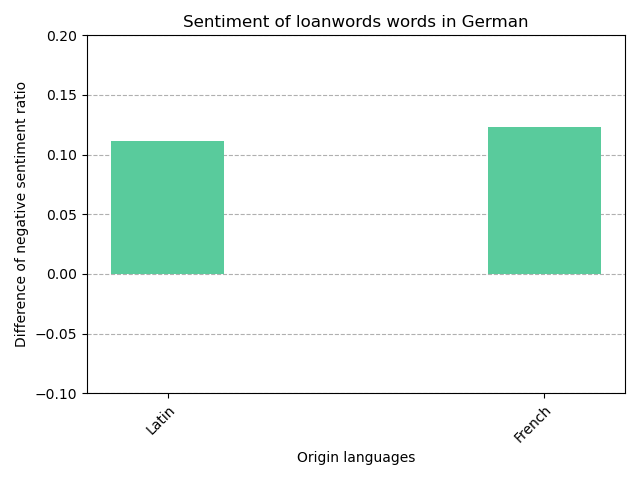 Sentiment of loanwords words in German
Difference of negative sentiment ratio
0.20
0.15
0.10
0.05
0.00
−0.05
−0.10
Latin
French
Origin languages